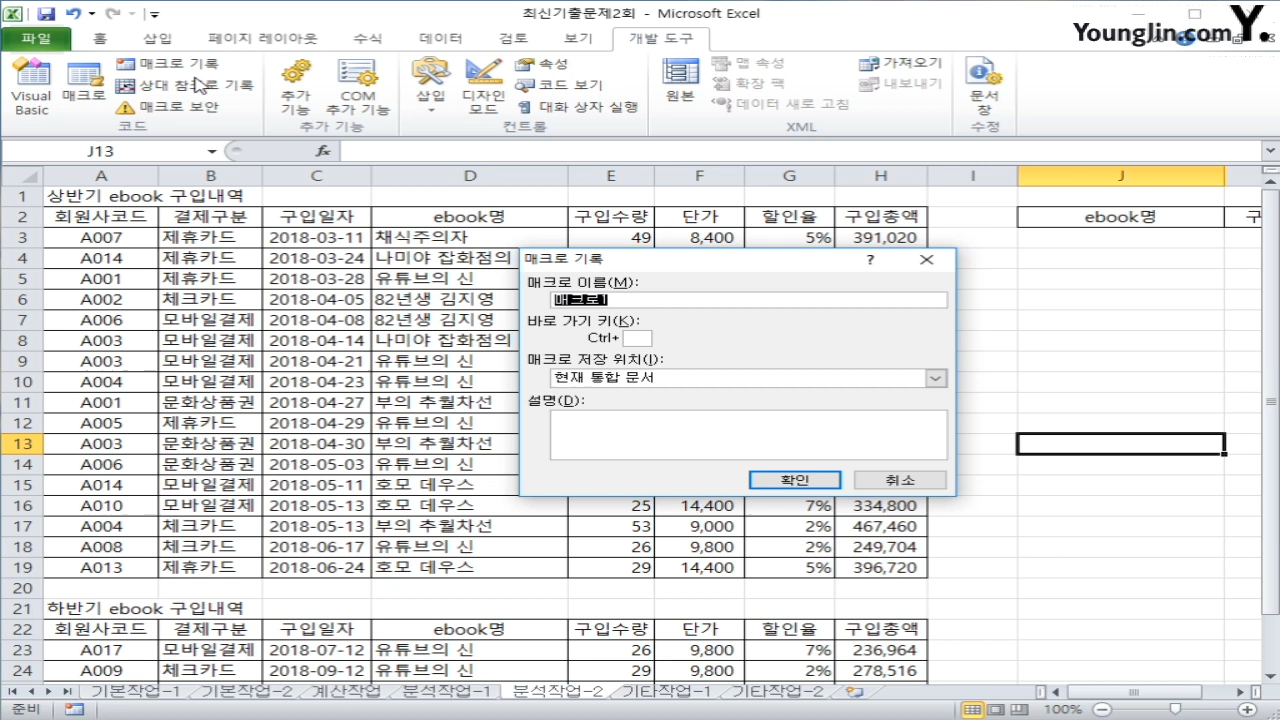 최신기출문제2회 - Microsoft Excel
YoungJin.com Y.
파일 홈 삽입 페이지 레이아웃 수식 데이터 검토 보기 개발 도구
Visual Basic
매크로
매크로 기록
상대 참조로 기록
매크로 보안
코드
추가 기능
COM 추가 기능
추가 기능
삽입
디자인 모드
속성
코드 보기
대화 상자 실행
컨트롤
원본
맵 속성
확장 팩
데이터 새로 고침
가져오기
내보내기
XML
문서 창
수정
J13 fx
A B C D E F G H I J
1 상반기 ebook 구입내역
2 회원사코드 결제구분 구입일자 ebook명 구입수량 단가 할인율 구입총액 ebook명 구
3 A007 제휴카드 2018-03-11 채식주의자 49 8,400 5% 391,020
4 A014 제휴카드 2018-03-24 나미야 잡화점의
5 A001 제휴카드 2018-03-28 유튜브의 신
6 A002 체크카드 2018-04-05 82년생 김지영
7 A006 모바일결제 2018-04-08 82년생 김지영
8 A003 모바일결제 2018-04-14 나미야 잡화점의
9 A003 모바일결제 2018-04-21 유튜브의 신
10 A004 모바일결제 2018-04-23 유튜브의 신
11 A001 문화상품권 2018-04-27 부의 추월차선
12 A005 제휴카드 2018-04-29 유튜브의 신
13 A003 문화상품권 2018-04-30 부의 추월차선
14 A006 문화상품권 2018-05-03 유튜브의 신
15 A014 모바일결제 2018-05-11 호모 데우스
16 A010 모바일결제 2018-05-13 호모 데우스 25 14,400 7% 334,800
17 A004 체크카드 2018-05-13 부의 추월차선 53 9,000 2% 467,460
18 A008 체크카드 2018-06-17 유튜브의 신 26 9,800 2% 249,704
19 A013 제휴카드 2018-06-24 호모 데우스 29 14,400 5% 396,720
20
21 하반기 ebook 구입내역
22 회원사코드 결제구분 구입일자 ebook명 구입수량 단가 할인율 구입총액
23 A017 모바일결제 2018-07-12 유튜브의 신 26 9,800 7% 236,964
24 A009 체크카드 2018-09-12 유튜브의 신 29 9,800 2% 278,516
매크로 기록 ?
매크로 이름(M):
매크로1
바로 가기 키(K):
Ctrl+
매크로 저장 위치(I):
현재 통합 문서
설명(D):
확인 취소
기본작업-1 기본작업-2 계산작업 분석작업-1 분석작업-2 기타작업-1 기타작업-2
준비 100%